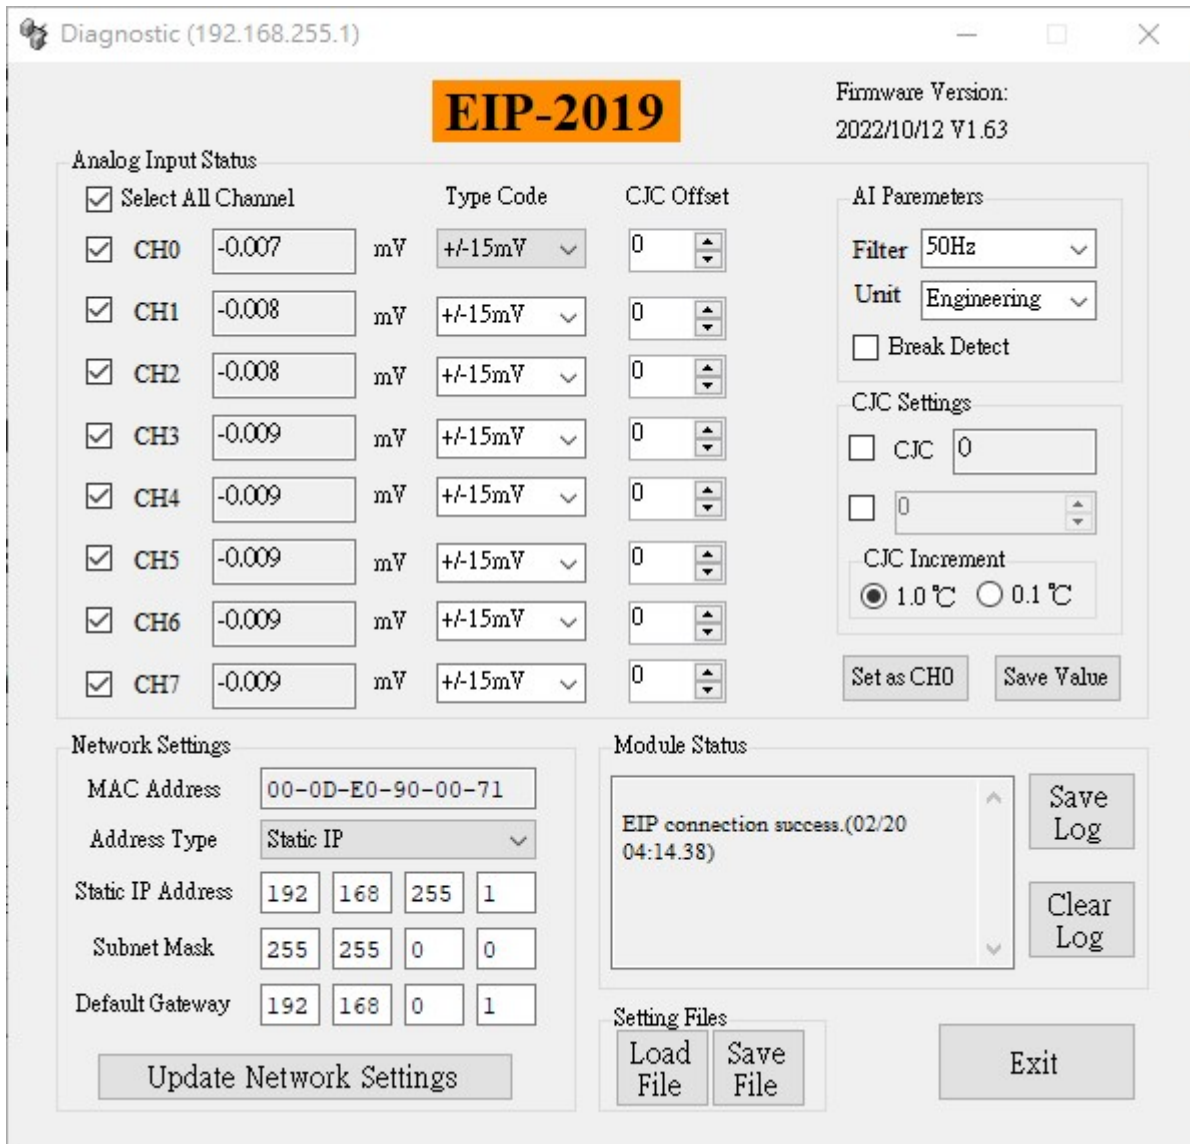 Diagnostic (192.168.255.1)
EIP-2019
Firmware Version:
2022/10/12 V1.63
Analog Input Status
Select All Channel Type Code CJC Offset
CH0 -0.007 mV +/-15mV 0
CH1 -0.008 mV +/-15mV 0
CH2 -0.008 mV +/-15mV 0
CH3 -0.009 mV +/-15mV 0
CH4 -0.009 mV +/-15mV 0
CH5 -0.009 mV +/-15mV 0
CH6 -0.009 mV +/-15mV 0
CH7 -0.009 mV +/-15mV 0
AI Paremeters
Filter 50Hz
Unit Engineering
Break Detect
CJC Settings
CJC 0
0
CJC Increment
1.0 ℃ 0.1 ℃
Set as CH0 Save Value
Network Settings
MAC Address 00-0D-E0-90-00-71
Address Type Static IP
Static IP Address 192 168 255 1
Subnet Mask 255 255 0 0
Default Gateway 192 168 0 1
Update Network Settings
Module Status
EIP connection success.(02/20
04:14.38)
Save
Log
Clear
Log
Setting Files
Load
File
Save
File
Exit